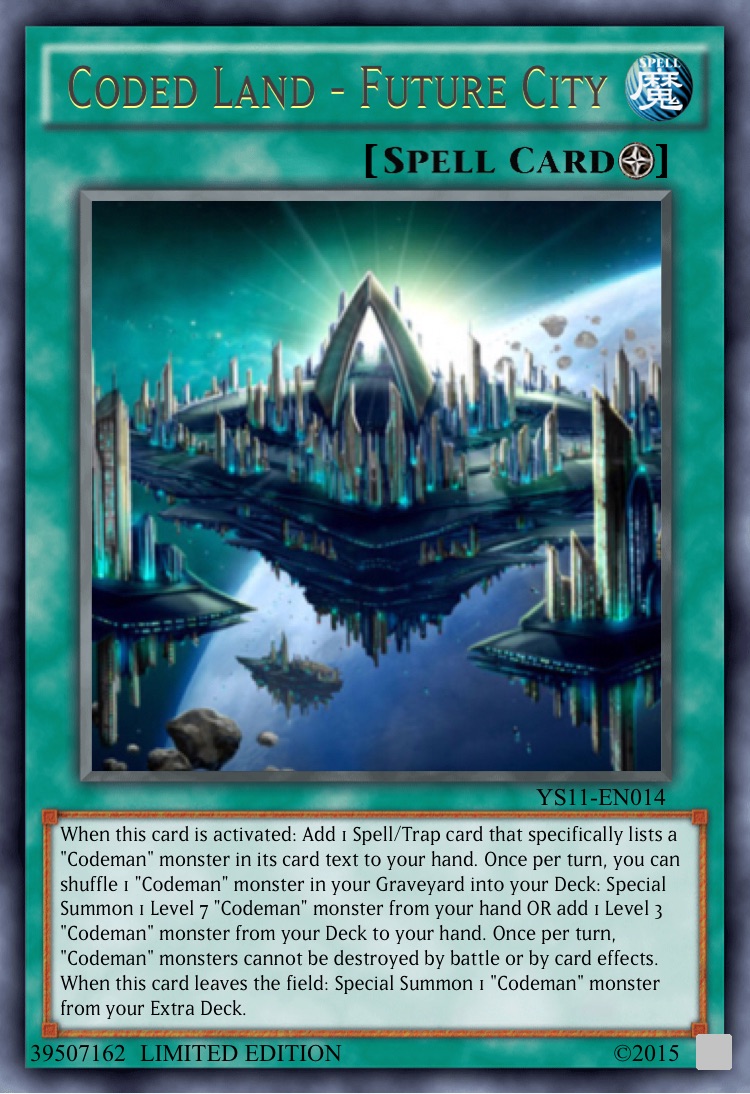 Coded Land - Future City
SPELL
魔
[Spell Card]
YS11-EN014
When this card is activated: Add 1 Spell/Trap card that specifically lists a
"Codeman" monster in its card text to your hand. Once per turn, you can
shuffle 1 "Codeman" monster in your Graveyard into your Deck: Special
Summon 1 Level 7 "Codeman" monster from your hand OR add 1 Level 3
"Codeman" monster from your Deck to your hand. Once per turn,
"Codeman" monsters cannot be destroyed by battle or by card effects.
When this card leaves the field: Special Summon 1 "Codeman" monster
from your Extra Deck.
39507162 LIMITED EDITION
©2015